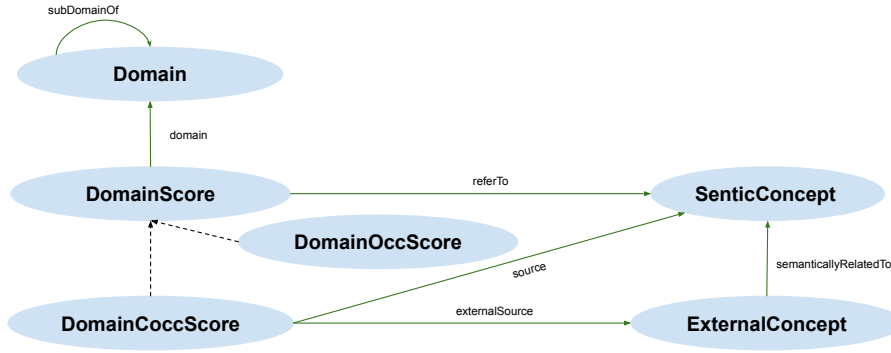 subDomainOf
Domain
domain
DomainScore
referTo
SenticConcept
DomainOccScore
source
semanticallyRelatedTo
DomainCoccScore
externalSource
ExternalConcept